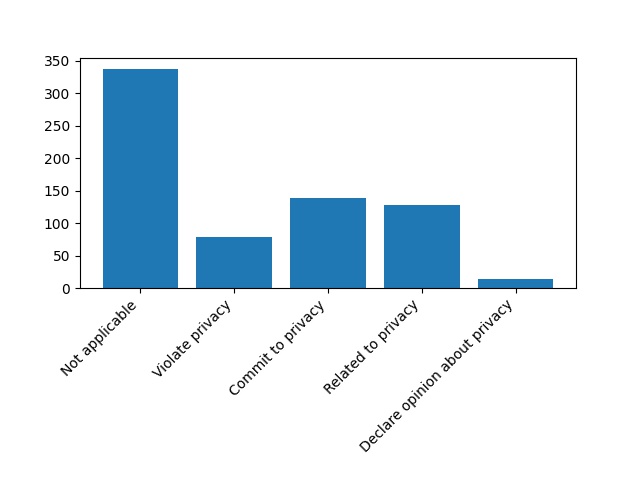 350
300
250
200
150
100
50
0
Not applicable
Violate privacy
Commit to privacy
Related to privacy
Declare opinion about privacy